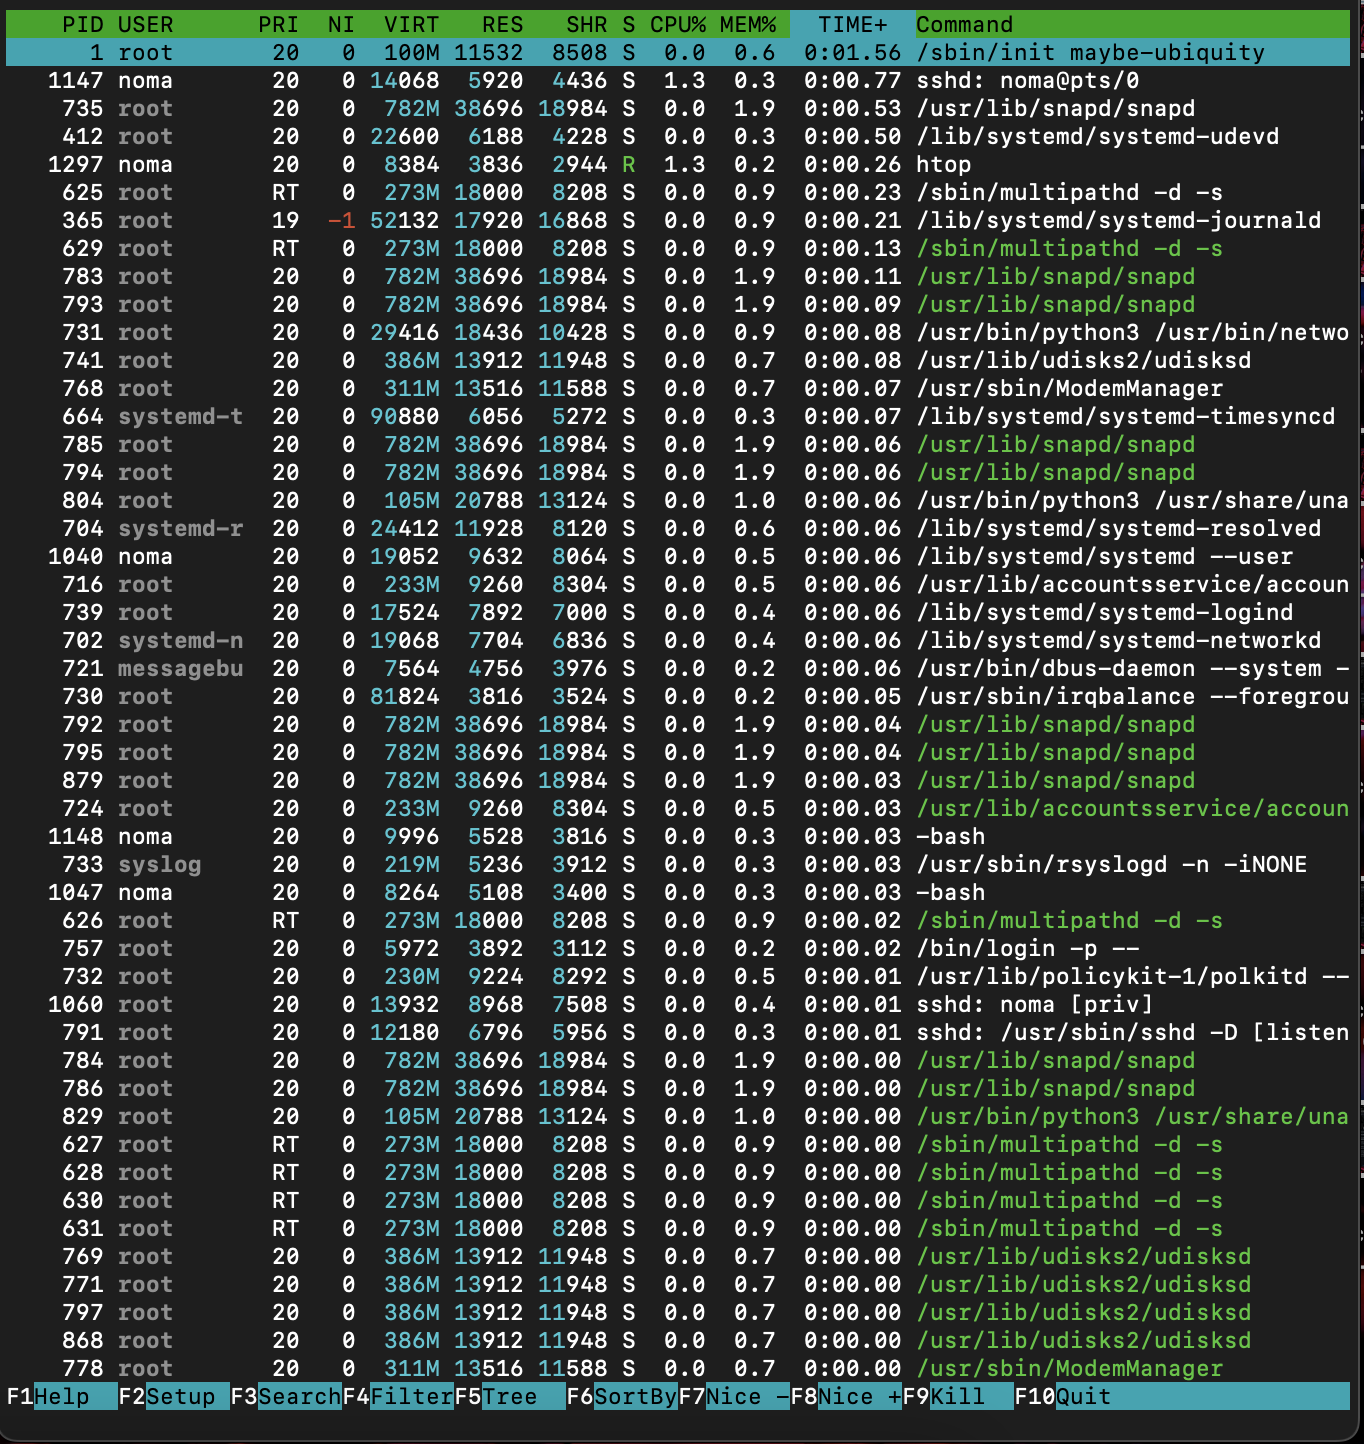 PID USER PRI NI VIRT RES SHR S CPU% MEM% TIME+ Command
1 root 20 0 100M 11532 8508 S 0.0 0.6 0:01.56 /sbin/init maybe-ubiquity
1147 noma 20 0 14068 5920 4436 S 1.3 0.3 0:00.77 sshd: noma@pts/0
735 root 20 0 782M 38696 18984 S 0.0 1.9 0:00.53 /usr/lib/snapd/snapd
412 root 20 0 22600 6188 4228 S 0.0 0.3 0:00.50 /lib/systemd/systemd-udevd
1297 noma 20 0 8384 3836 2944 R 1.3 0.2 0:00.26 htop
625 root RT 0 273M 18000 8208 S 0.0 0.9 0:00.23 /sbin/multipathd -d -s
365 root 19 -1 52132 17920 16868 S 0.0 0.9 0:00.21 /lib/systemd/systemd-journald
629 root RT 0 273M 18000 8208 S 0.0 0.9 0:00.13 /sbin/multipathd -d -s
783 root 20 0 782M 38696 18984 S 0.0 1.9 0:00.11 /usr/lib/snapd/snapd
793 root 20 0 782M 38696 18984 S 0.0 1.9 0:00.09 /usr/lib/snapd/snapd
731 root 20 0 29416 18436 10428 S 0.0 0.9 0:00.08 /usr/bin/python3 /usr/bin/netwo
741 root 20 0 386M 13912 11948 S 0.0 0.7 0:00.08 /usr/lib/udisks2/udisksd
768 root 20 0 311M 13516 11588 S 0.0 0.7 0:00.07 /usr/sbin/ModemManager
664 systemd-t 20 0 90880 6056 5272 S 0.0 0.3 0:00.07 /lib/systemd/systemd-timesyncd
785 root 20 0 782M 38696 18984 S 0.0 1.9 0:00.06 /usr/lib/snapd/snapd
794 root 20 0 782M 38696 18984 S 0.0 1.9 0:00.06 /usr/lib/snapd/snapd
804 root 20 0 105M 20788 13124 S 0.0 1.0 0:00.06 /usr/bin/python3 /usr/share/una
704 systemd-r 20 0 24412 11928 8120 S 0.0 0.6 0:00.06 /lib/systemd/systemd-resolved
1040 noma 20 0 19052 9632 8064 S 0.0 0.5 0:00.06 /lib/systemd/systemd --user
716 root 20 0 233M 9260 8304 S 0.0 0.5 0:00.06 /usr/lib/accountsservice/accoun
739 root 20 0 17524 7892 7000 S 0.0 0.4 0:00.06 /lib/systemd/systemd-logind
702 systemd-n 20 0 19068 7704 6836 S 0.0 0.4 0:00.06 /lib/systemd/systemd-networkd
721 messagebu 20 0 7564 4756 3976 S 0.0 0.2 0:00.06 /usr/bin/dbus-daemon --system -
730 root 20 0 81824 3816 3524 S 0.0 0.2 0:00.05 /usr/sbin/irqbalance --foregrou
792 root 20 0 782M 38696 18984 S 0.0 1.9 0:00.04 /usr/lib/snapd/snapd
795 root 20 0 782M 38696 18984 S 0.0 1.9 0:00.04 /usr/lib/snapd/snapd
879 root 20 0 782M 38696 18984 S 0.0 1.9 0:00.03 /usr/lib/snapd/snapd
724 root 20 0 233M 9260 8304 S 0.0 0.5 0:00.03 /usr/lib/accountsservice/accoun
1148 noma 20 0 9996 5528 3816 S 0.0 0.3 0:00.03 -bash
733 syslog 20 0 219M 5236 3912 S 0.0 0.3 0:00.03 /usr/sbin/rsyslogd -n -iNONE
1047 noma 20 0 8264 5108 3400 S 0.0 0.3 0:00.03 -bash
626 root RT 0 273M 18000 8208 S 0.0 0.9 0:00.02 /sbin/multipathd -d -s
757 root 20 0 5972 3892 3112 S 0.0 0.2 0:00.02 /bin/login -p --
732 root 20 0 230M 9224 8292 S 0.0 0.5 0:00.01 /usr/lib/policykit-1/polkitd --
1060 root 20 0 13932 8968 7508 S 0.0 0.4 0:00.01 sshd: noma [priv]
791 root 20 0 12180 6796 5956 S 0.0 0.3 0:00.01 sshd: /usr/sbin/sshd -D [listen
784 root 20 0 782M 38696 18984 S 0.0 1.9 0:00.00 /usr/lib/snapd/snapd
786 root 20 0 782M 38696 18984 S 0.0 1.9 0:00.00 /usr/lib/snapd/snapd
829 root 20 0 105M 20788 13124 S 0.0 1.0 0:00.00 /usr/bin/python3 /usr/share/una
627 root RT 0 273M 18000 8208 S 0.0 0.9 0:00.00 /sbin/multipathd -d -s
628 root RT 0 273M 18000 8208 S 0.0 0.9 0:00.00 /sbin/multipathd -d -s
630 root RT 0 273M 18000 8208 S 0.0 0.9 0:00.00 /sbin/multipathd -d -s
631 root RT 0 273M 18000 8208 S 0.0 0.9 0:00.00 /sbin/multipathd -d -s
769 root 20 0 386M 13912 11948 S 0.0 0.7 0:00.00 /usr/lib/udisks2/udisksd
771 root 20 0 386M 13912 11948 S 0.0 0.7 0:00.00 /usr/lib/udisks2/udisksd
797 root 20 0 386M 13912 11948 S 0.0 0.7 0:00.00 /usr/lib/udisks2/udisksd
868 root 20 0 386M 13912 11948 S 0.0 0.7 0:00.00 /usr/lib/udisks2/udisksd
778 root 20 0 311M 13516 11588 S 0.0 0.7 0:00.00 /usr/sbin/ModemManager
F1Help F2Setup F3SearchF4FilterF5Tree F6SortByF7Nice -F8Nice +F9Kill F10Quit